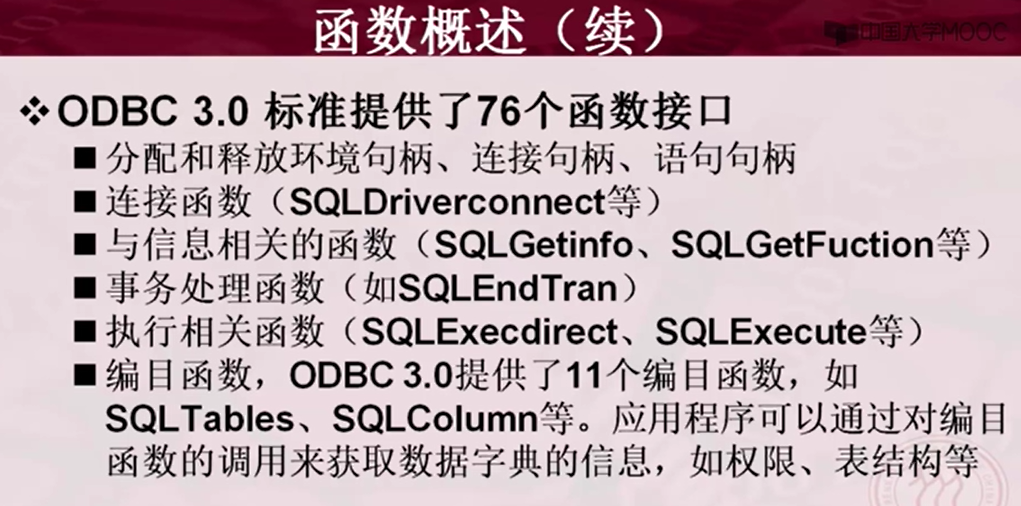 函数概述（续）
中国大学MOOC
❖ODBC 3.0 标准提供了76个函数接口
■分配和释放环境句柄、连接句柄、语句句柄
■连接函数（SQLDriverconnect等）
■与信息相关的函数（SQLGetinfo、SQLGetFuction等）
■事务处理函数（如SQLEndTran）
■执行相关函数（SQLExecdirect、SQLExecute等）
■编目函数，ODBC 3.0提供了11个编目函数，如
SQLTables、SQLColumn等。应用程序可以通过对编目
函数的调用来获取数据字典的信息，如权限、表结构等